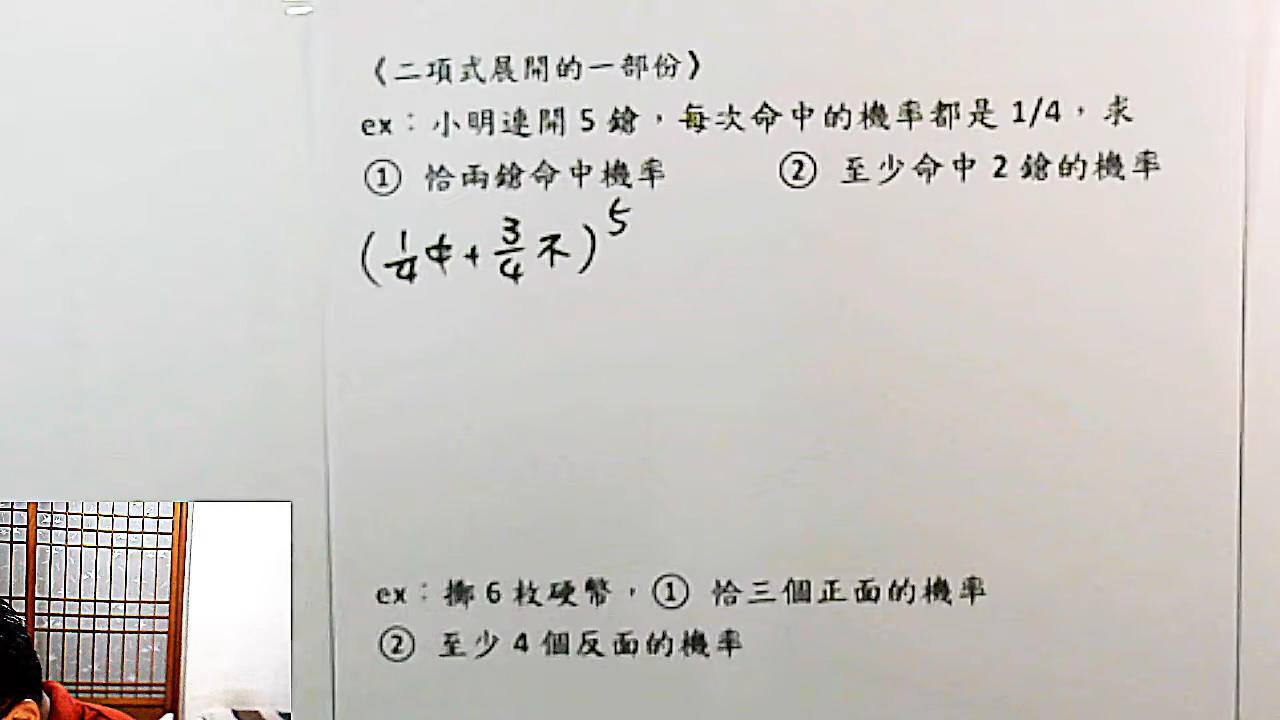 《二項式展開的一部份》
ex：小明連開 5 鎗，每次命中的機率都是 1/4，求
① 恰兩鎗命中機率 ② 至少命中 2 鎗的機率
(1/4 中 + 3/4 不)^5
ex：擲 6 枚硬幣，① 恰三個正面的機率
② 至少 4 個反面的機率